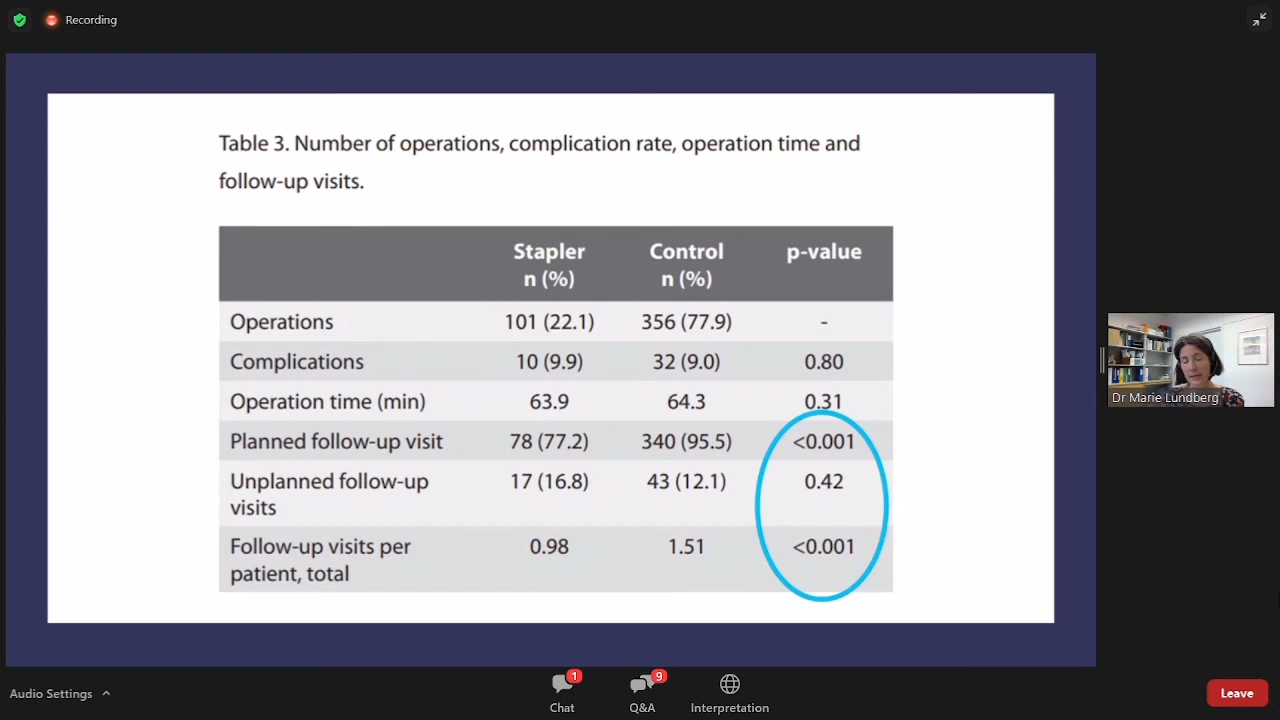 Recording
Table 3. Number of operations, complication rate, operation time and
follow-up visits.
Stapler Control p-value
n (%) n (%)
Operations 101 (22.1) 356 (77.9) -
Complications 10 (9.9) 32 (9.0) 0.80
Operation time (min) 63.9 64.3 0.31
Planned follow-up visit 78 (77.2) 340 (95.5) <0.001
Unplanned follow-up 17 (16.8) 43 (12.1) 0.42
visits
Follow-up visits per 0.98 1.51 <0.001
patient, total
Dr Marie Lundberg
Audio Settings
1
Chat
9
Q&A
Interpretation
Leave